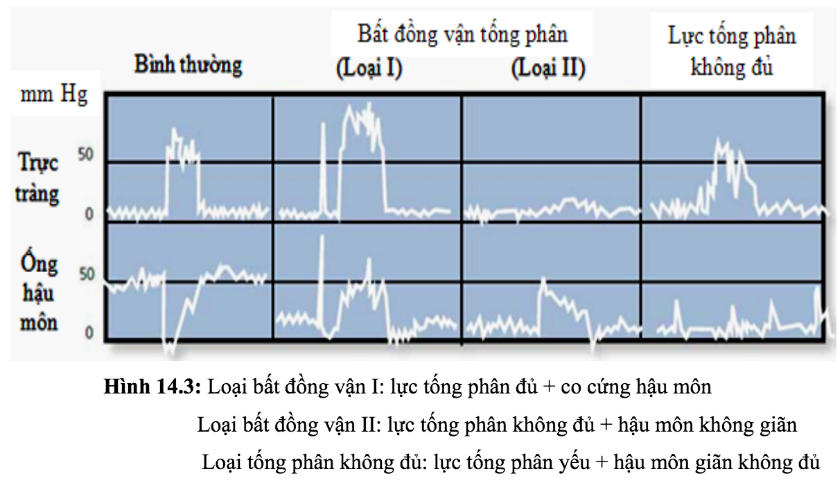 Bất đồng vận tống phân
Lực tống phân
không đủ
Bình thường
(Loại I)
(Loại II)
mm Hg
Trực
tràng
50
0
Ống
hậu
môn
50
0
Hình 14.3: Loại bất đồng vận I: lực tống phân đủ + co cứng hậu môn
Loại bất đồng vận II: lực tống phân không đủ + hậu môn không giãn
Loại tống phân không đủ: lực tống phân yếu + hậu môn giãn không đủ